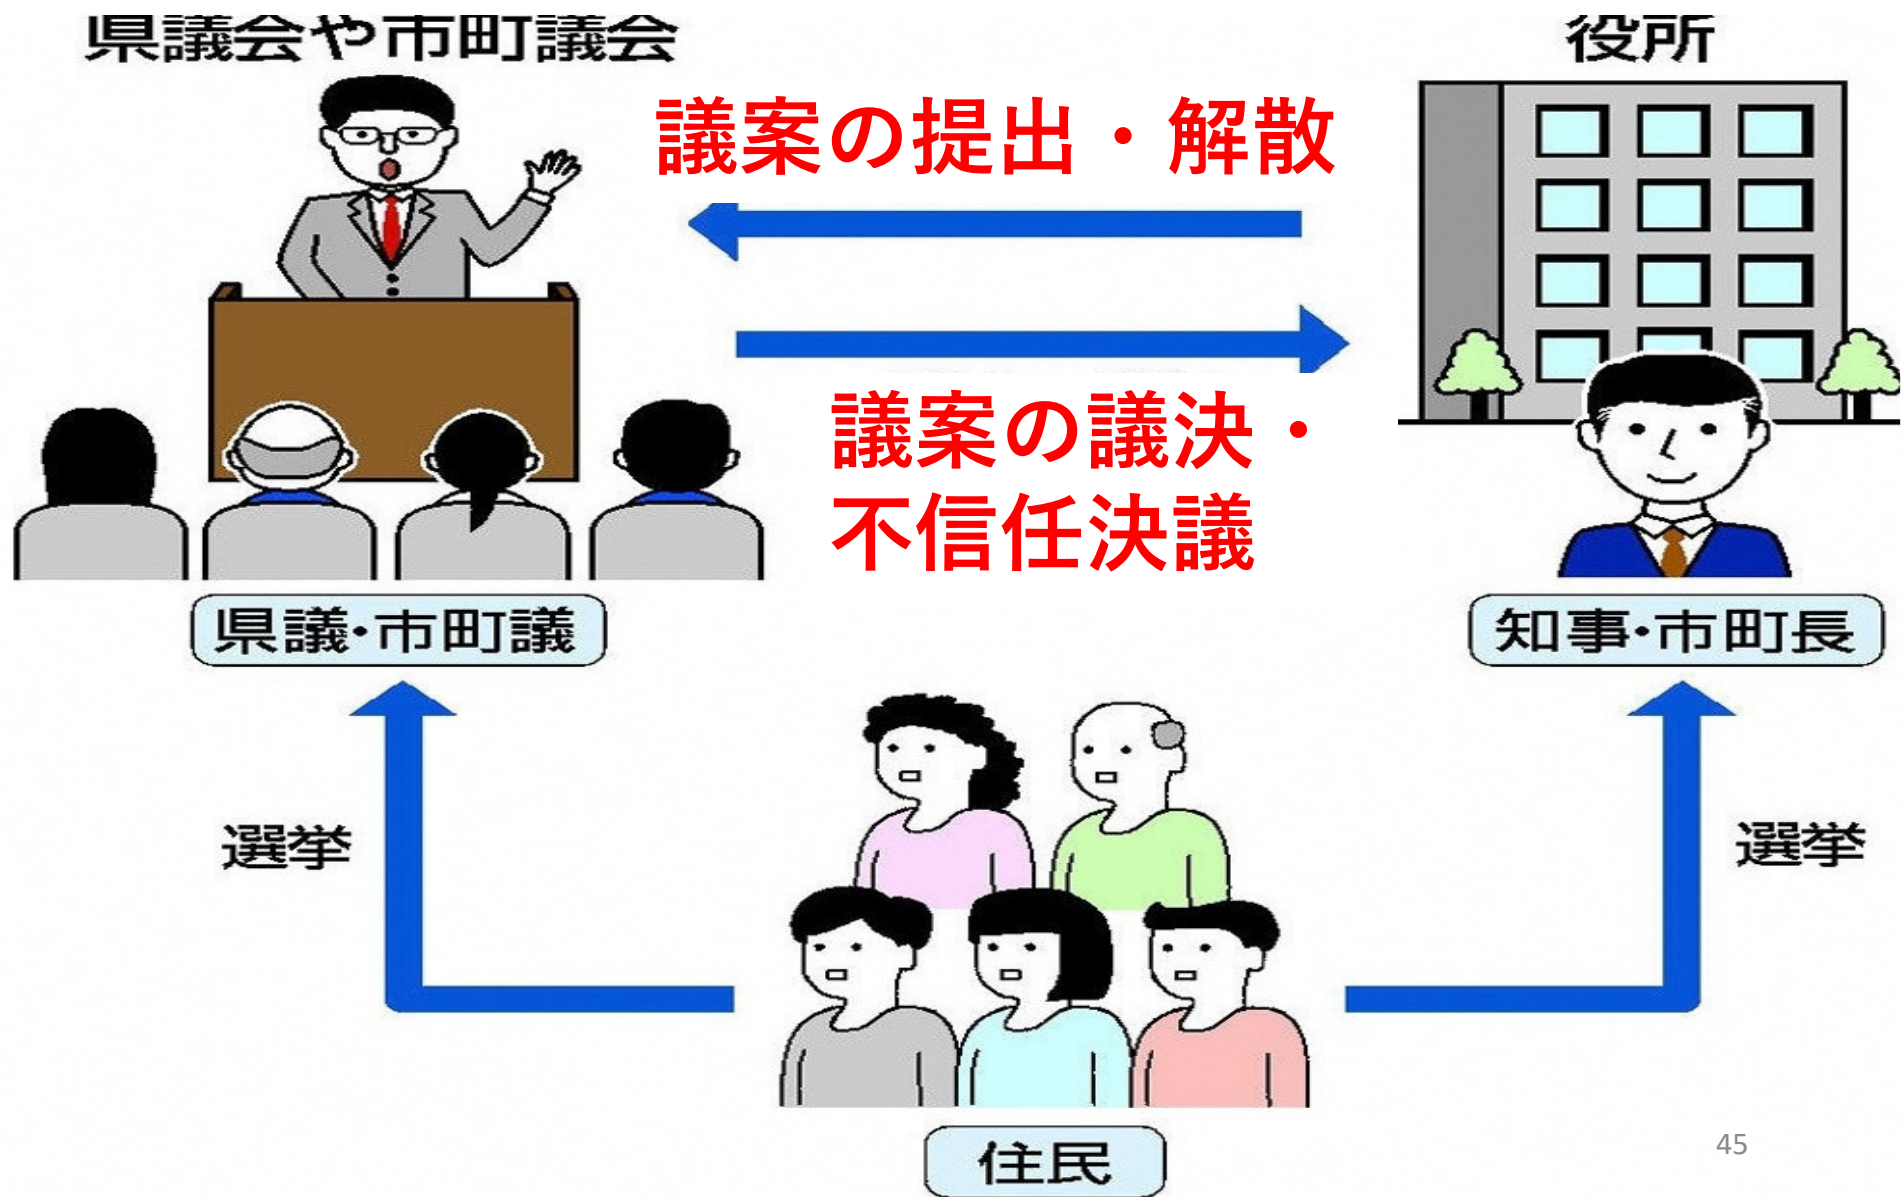 県議会や市町議会
役所
議案の提出・解散
議案の議決・
不信任決議
県議・市町議
知事・市町長
選挙
選挙
住民
45